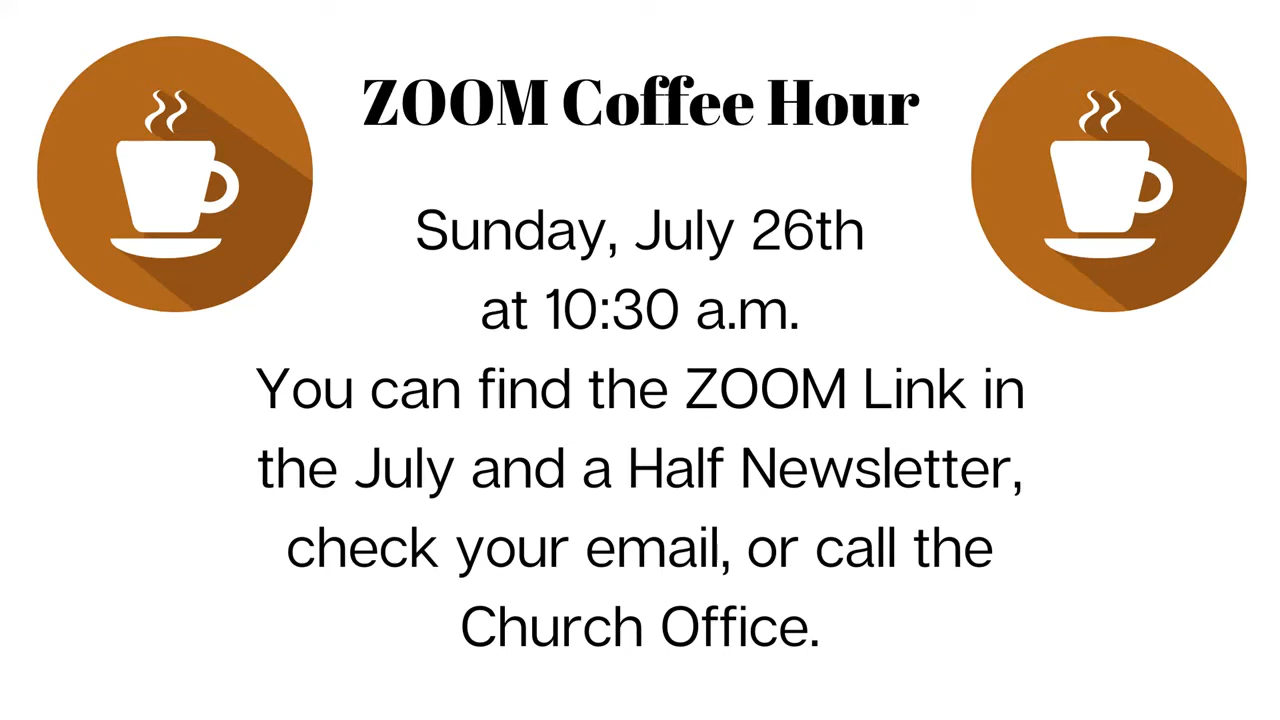 ZOOM Coffee Hour
Sunday, July 26th
at 10:30 a.m.
You can find the ZOOM Link in
the July and a Half Newsletter,
check your email, or call the
Church Office.